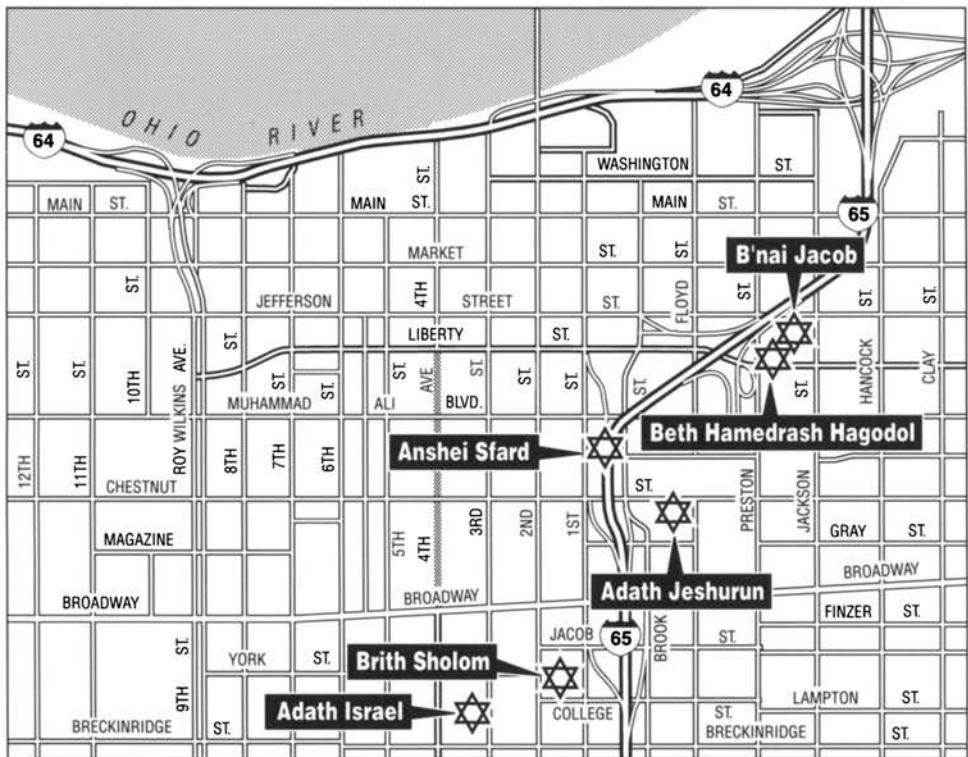 64
OHIO RIVER
64
WASHINGTON ST.
MAIN ST.
MAIN ST.
MAIN ST.
65
MARKET ST.
B'nai Jacob
JEFFERSON STREET ST.
4TH ST.
FLOYD ST.
LIBERTY ST.
12TH ST.
11TH ST.
10TH ST.
ROY WILKINS AVE.
8TH ST.
7TH ST.
6TH ST.
MUHAMMAD ALI BLVD.
5TH ST.
4TH AVE.
3RD ST.
2ND ST.
1ST ST.
BROOK ST.
PRESTON ST.
JACKSON ST.
HANCOCK ST.
CLAY ST.
Beth Hamedrash Hagodol
Anshei Sfard
CHESTNUT ST.
MAGAZINE
GRAY ST.
Adath Jeshurun
BROADWAY
BROADWAY
BROADWAY
FINZER ST.
JACOB ST.
65
9TH ST.
YORK ST.
Brith Sholom
Adath Israel
COLLEGE ST.
LAMPTON ST.
BRECKINRIDGE ST.
BRECKINRIDGE ST.